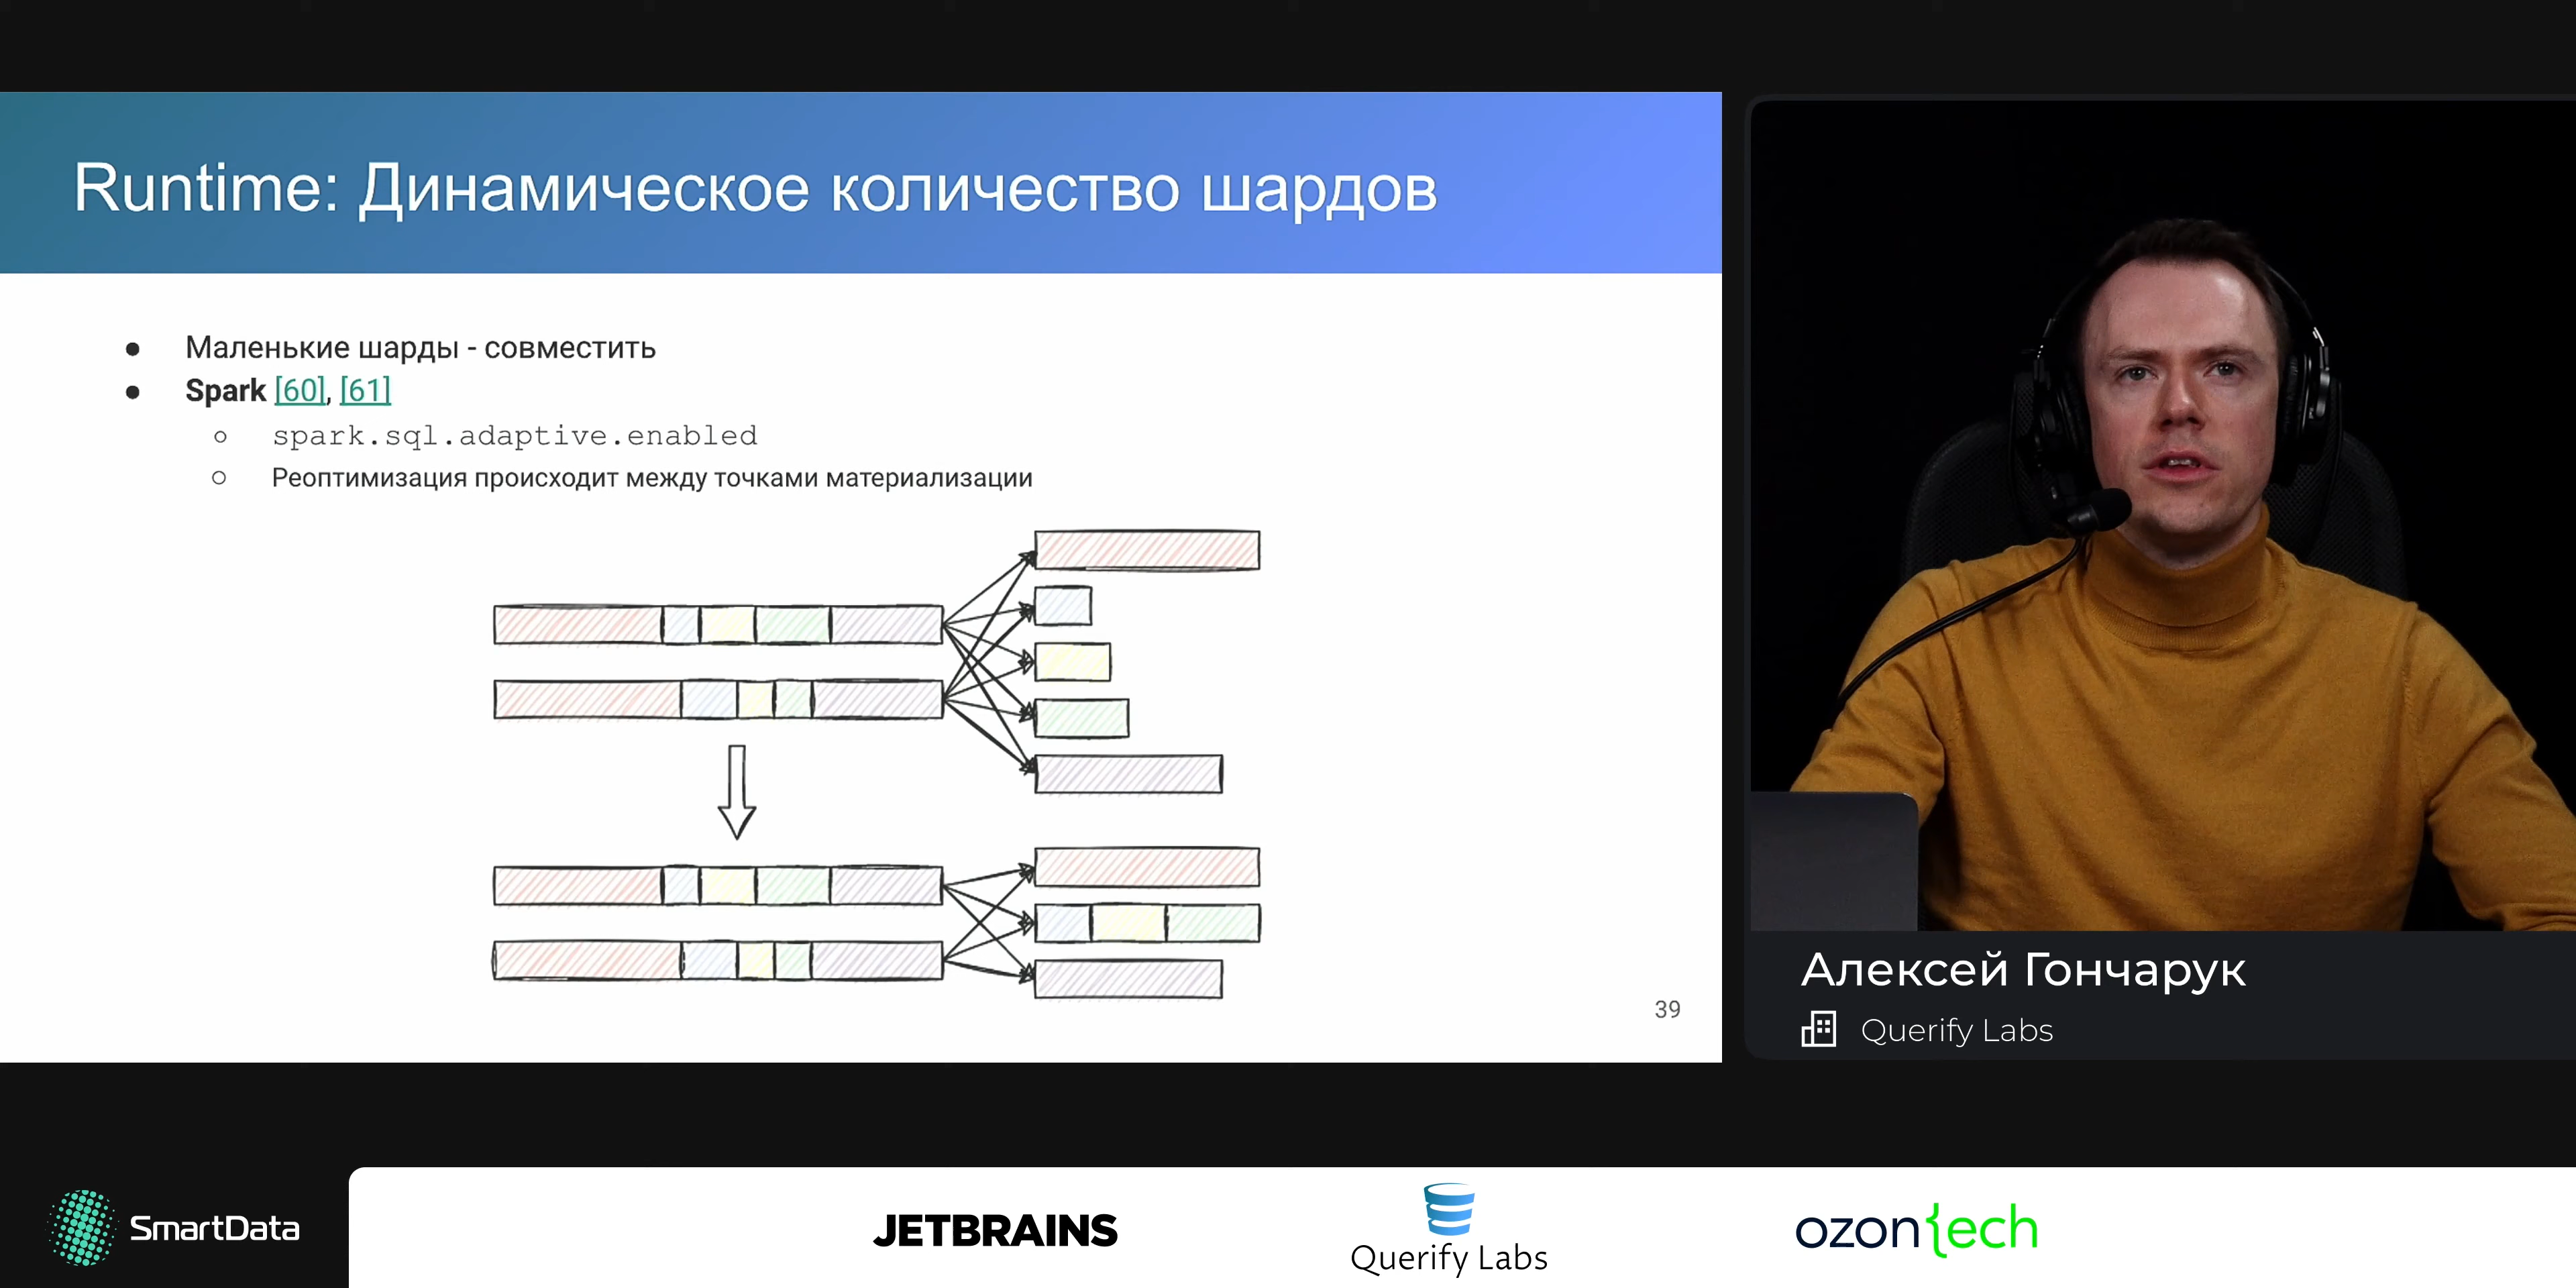 Runtime: Динамическое количество шардов
● Маленькие шарды - совместить
● Spark [60], [61]
○ spark.sql.adaptive.enabled
○ Реоптимизация происходит между точками материализации
39
Алексей Гончарук
Querify Labs
SmartData
JETBRAINS
Querify Labs
ozon{ech